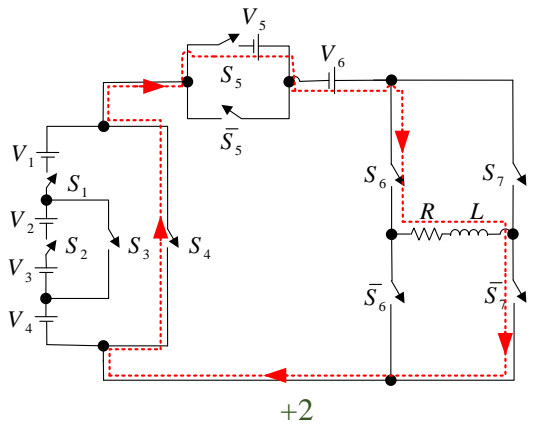 V₅
V₆
S₅
S̅₅
V₁
S₁
V₂
S₂
S₃
S₄
V₃
V₄
S₆
S₇
R
L
S̅₆
S̅₇
+2